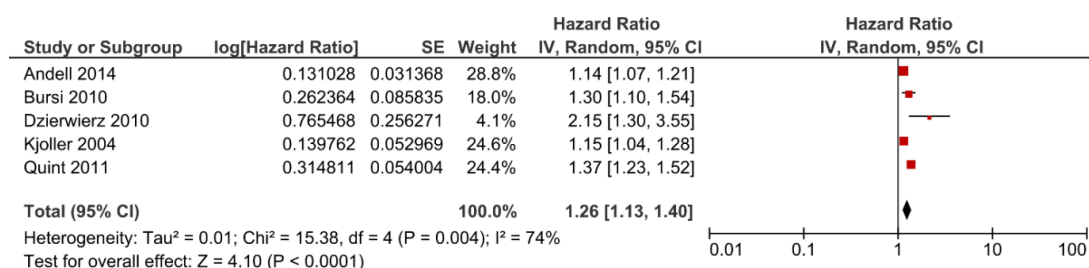 Hazard Ratio Hazard Ratio
Study or Subgroup log[Hazard Ratio] SE Weight IV, Random, 95% CI IV, Random, 95% CI
Andell 2014 0.131028 0.031368 28.8% 1.14 [1.07, 1.21]
Bursi 2010 0.262364 0.085835 18.0% 1.30 [1.10, 1.54]
Dzierwierz 2010 0.765468 0.256271 4.1% 2.15 [1.30, 3.55]
Kjoller 2004 0.139762 0.052969 24.6% 1.15 [1.04, 1.28]
Quint 2011 0.314811 0.054004 24.4% 1.37 [1.23, 1.52]
Total (95% CI) 100.0% 1.26 [1.13, 1.40]
Heterogeneity: Tau² = 0.01; Chi² = 15.38, df = 4 (P = 0.004); I² = 74%
0.01 0.1 1 10 100
Test for overall effect: Z = 4.10 (P < 0.0001)